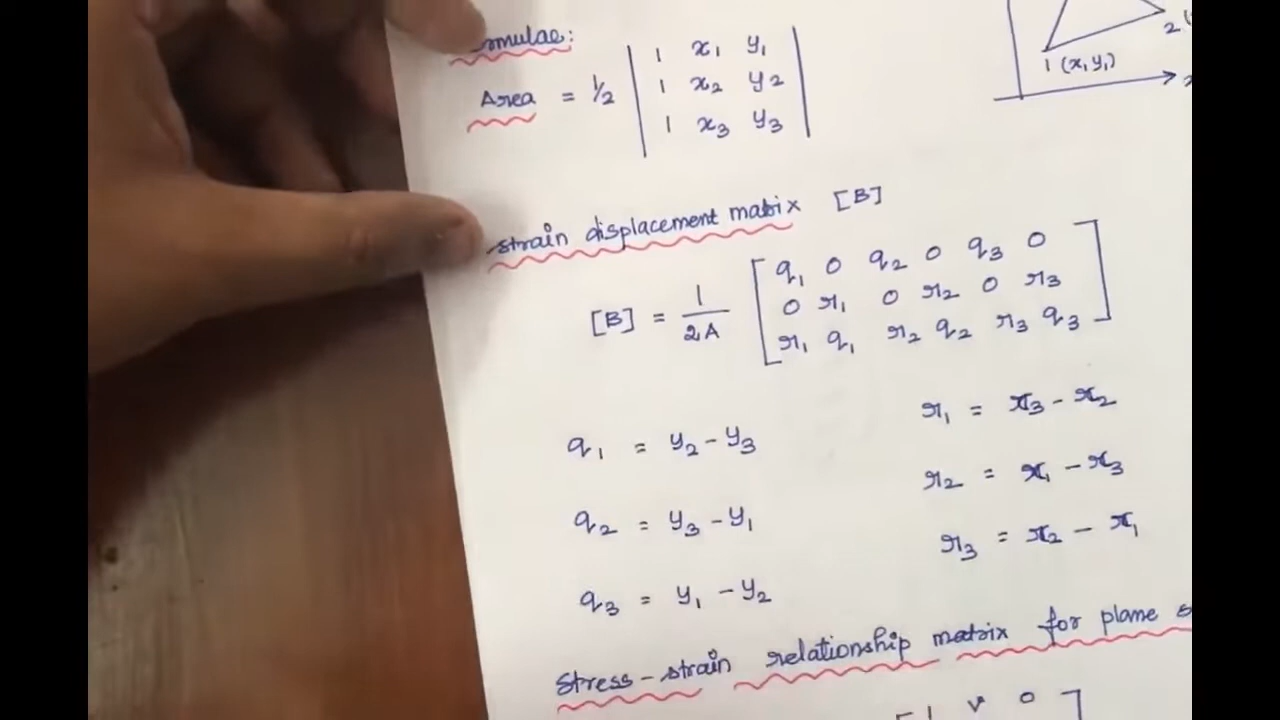 mulae:
Area = 1/2 | 1 x₁ y₁
1 x₂ y₂
1 x₃ y₃ |
2
1 (x₁ y₁)
strain displacement matrix [B]
[B] = 1/2A [ q₁ 0 q₂ 0 q₃ 0
0 r₁ 0 r₂ 0 r₃
r₁ q₁ r₂ q₂ r₃ q₃ ]
q₁ = y₂ - y₃
r₁ = x₃ - x₂
q₂ = y₃ - y₁
r₂ = x₁ - x₃
q₃ = y₁ - y₂
r₃ = x₂ - x₁
Stress-strain relationship matrix for plane s
[ 1 v 0 ]